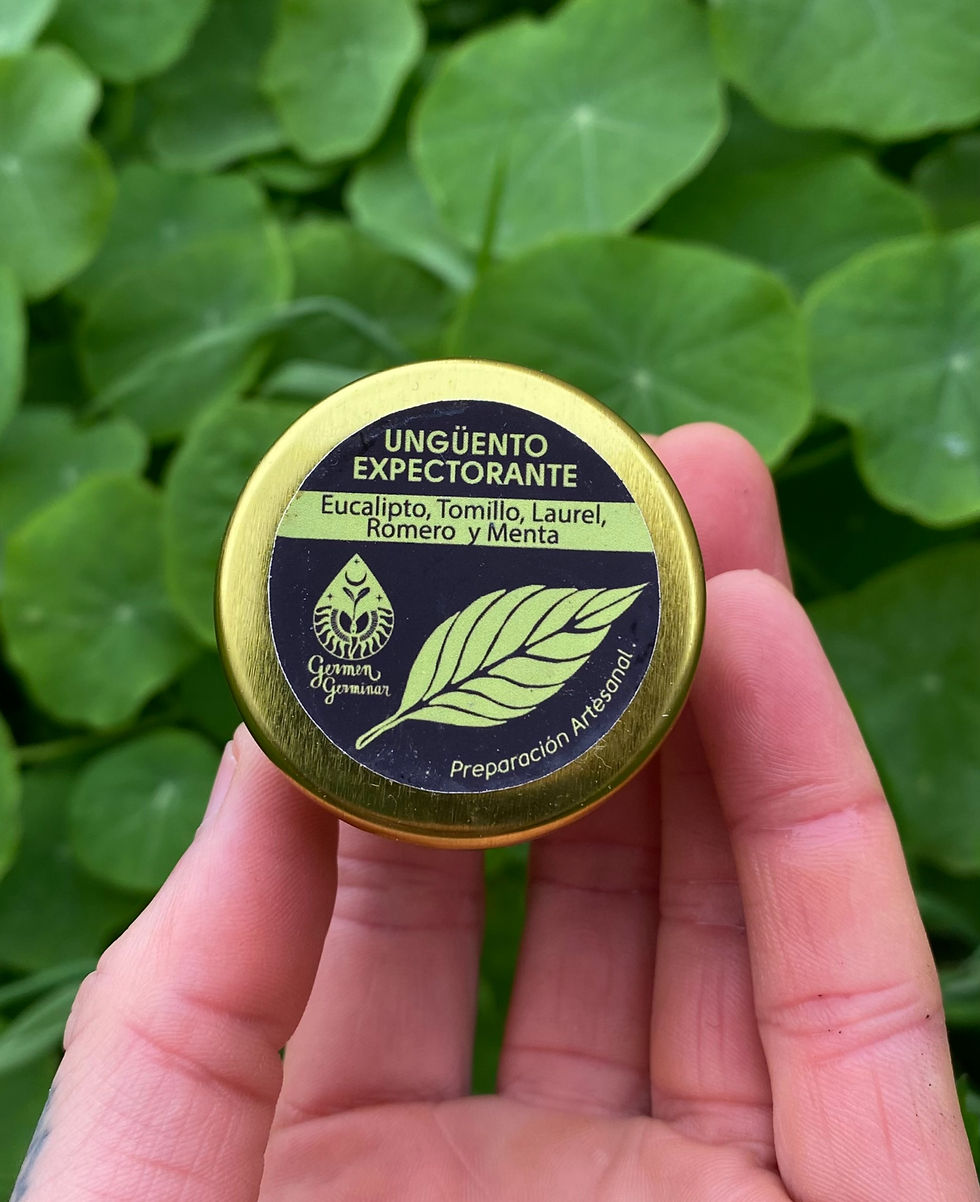 UNGÜENTO
EXPECTORANTE
Eucalipto, Tomillo, Laurel,
Romero y Menta
Germen
Germinar
Preparación Artesanal .